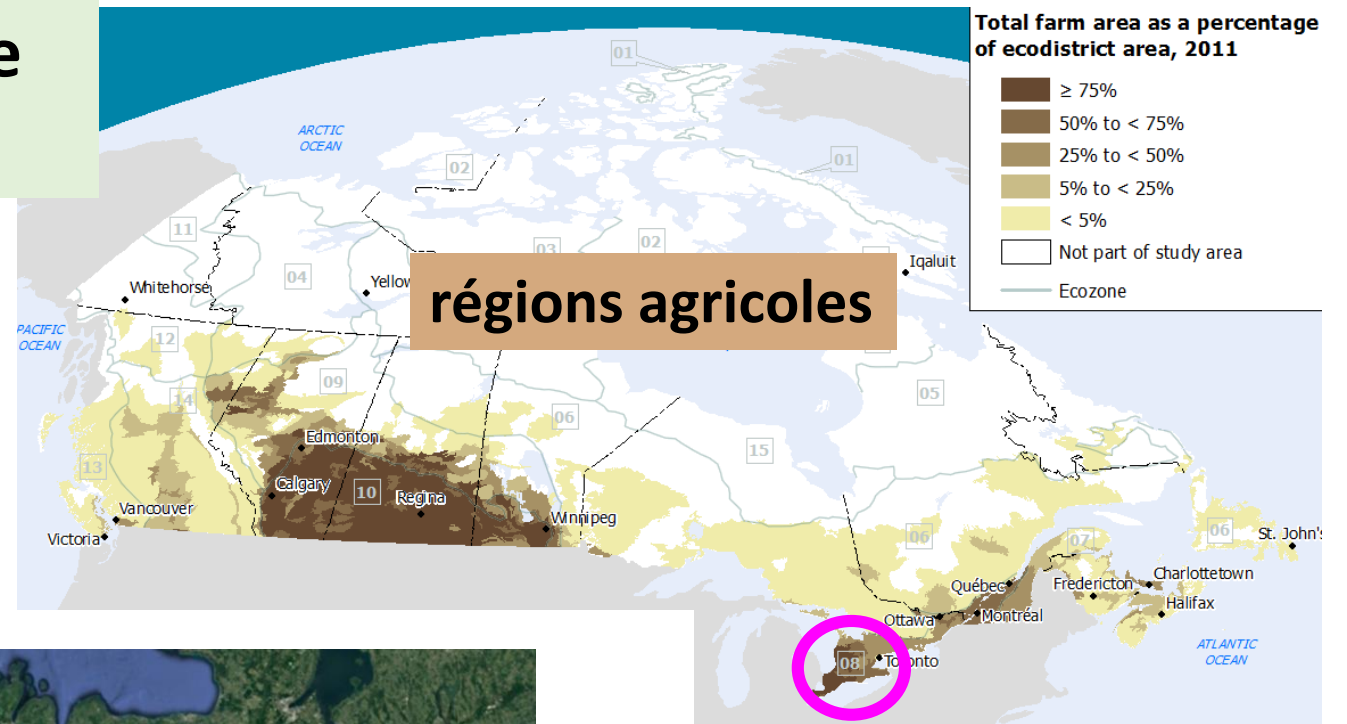 e
Total farm area as a percentage
of ecodistrict area, 2011
≥ 75%
50% to < 75%
25% to < 50%
5% to < 25%
< 5%
Not part of study area
Ecozone
régions agricoles
01
ARCTIC
OCEAN
02
01
11
03
02
04
Iqaluit
Whitehorse
Yellow
PACIFIC
OCEAN
12
09
14
05
06
Edmonton
15
13
Calgary
10
Regina
Vancouver
Winnipeg
Victoria
06
07
06
St. John's
Québec
Fredericton
Charlottetown
Halifax
Ottawa
Montréal
ATLANTIC
OCEAN
08
Toronto